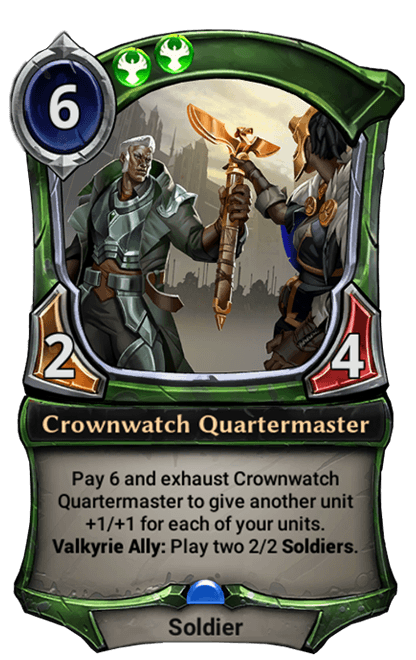 6
2
4
Crownwatch Quartermaster
Pay 6 and exhaust Crownwatch
Quartermaster to give another unit
+1/+1 for each of your units.
Valkyrie Ally: Play two 2/2 Soldiers.
Soldier